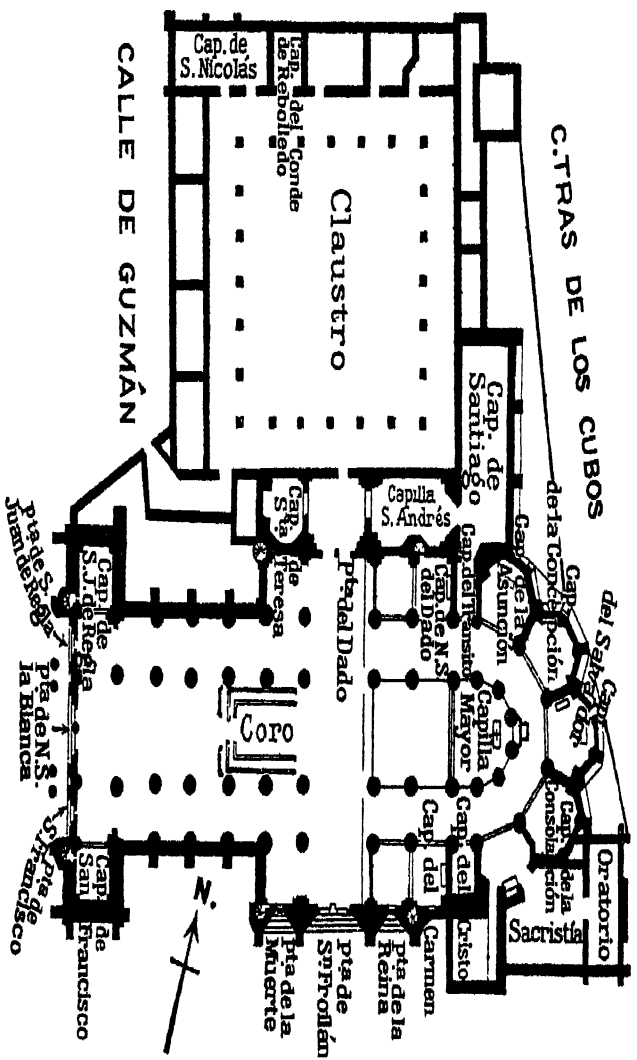 Cap. de
S. Nicolás
Cap. del Conde
de Rebolledo
CALLE DE GUZMÁN
C. TRAS DE LOS CUBOS
Claustro
Cap. de
Santiago
Capilla
S. Andrés
Cap. de
S.ᵗᵃ Teresa
Cap. de la
Asunción
Cap.
de la Concepción
Cap.
del Salvador
Cap. del Tránsito
Cap. de N.S.
del Dado
Pta. del Dado
Cap. de
S.J. de Regla
pta. de S.
Juan de Regla
Pta. de N.S.
la Blanca
pta. de
S. Francisco
Cap. de
San Francisco
Coro
Capilla
Mayor
Cap. de la
Consolación
Oratorio
Sacristía
Cap. del Cristo
Cap. del Carmen
pta. de la
Reina
pta. de
Sⁿ Froilán
pta. de la
Muerte
N.